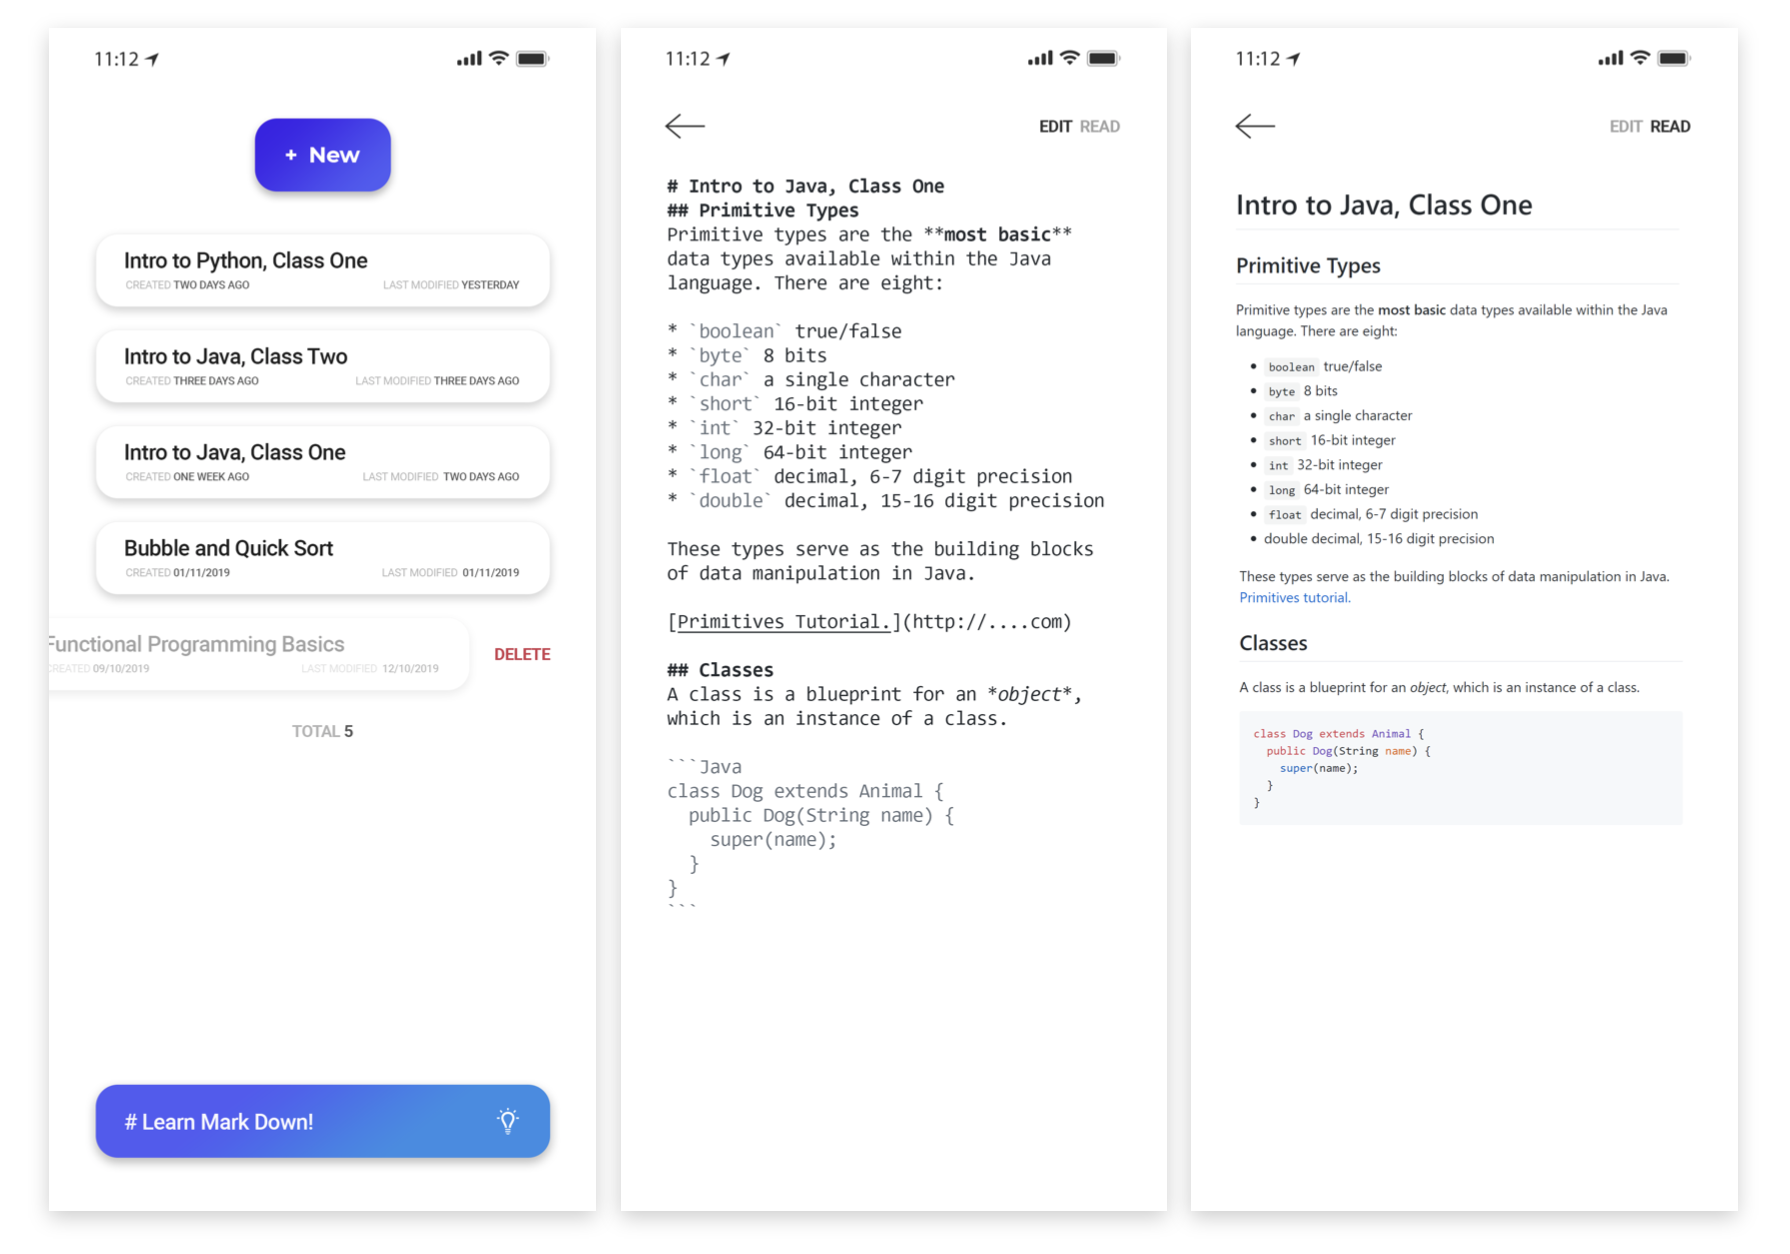 11:12
+ New
Intro to Python, Class One
CREATED TWO DAYS AGO LAST MODIFIED YESTERDAY
Intro to Java, Class Two
CREATED THREE DAYS AGO LAST MODIFIED THREE DAYS AGO
Intro to Java, Class One
CREATED ONE WEEK AGO LAST MODIFIED TWO DAYS AGO
Bubble and Quick Sort
CREATED 01/11/2019 LAST MODIFIED 01/11/2019
Functional Programming Basics
CREATED 09/10/2019 LAST MODIFIED 12/10/2019
DELETE
TOTAL 5
# Learn Mark Down!
11:12
EDIT READ
# Intro to Java, Class One
## Primitive Types
Primitive types are the **most basic**
data types available within the Java
language. There are eight:
* `boolean` true/false
* `byte` 8 bits
* `char` a single character
* `short` 16-bit integer
* `int` 32-bit integer
* `long` 64-bit integer
* `float` decimal, 6-7 digit precision
* `double` decimal, 15-16 digit precision
These types serve as the building blocks
of data manipulation in Java.
[Primitives Tutorial.](http://....com)
## Classes
A class is a blueprint for an *object*,
which is an instance of a class.
```Java
class Dog extends Animal {
  public Dog(String name) {
    super(name);
  }
}
```
11:12
EDIT READ
Intro to Java, Class One
Primitive Types
Primitive types are the most basic data types available within the Java
language. There are eight:
• boolean true/false
• byte 8 bits
• char a single character
• short 16-bit integer
• int 32-bit integer
• long 64-bit integer
• float decimal, 6-7 digit precision
• double decimal, 15-16 digit precision
These types serve as the building blocks of data manipulation in Java.
Primitives tutorial.
Classes
A class is a blueprint for an object, which is an instance of a class.
class Dog extends Animal {
  public Dog(String name) {
    super(name);
  }
}